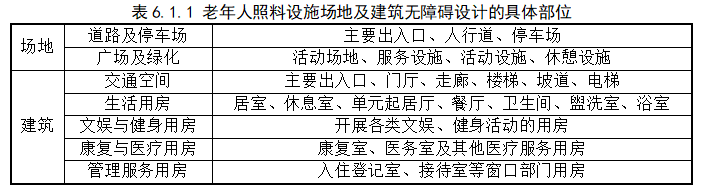 表 6.1.1 老年人照料设施场地及建筑无障碍设计的具体部位
场地 道路及停车场 主要出入口、人行道、停车场
广场及绿化 活动场地、服务设施、活动设施、休憩设施
建筑 交通空间 主要出入口、门厅、走廊、楼梯、坡道、电梯
生活用房 居室、休息室、单元起居厅、餐厅、卫生间、盥洗室、浴室
文娱与健身用房 开展各类文娱、健身活动的用房
康复与医疗用房 康复室、医务室及其他医疗服务用房
管理服务用房 入住登记室、接待室等窗口部门用房